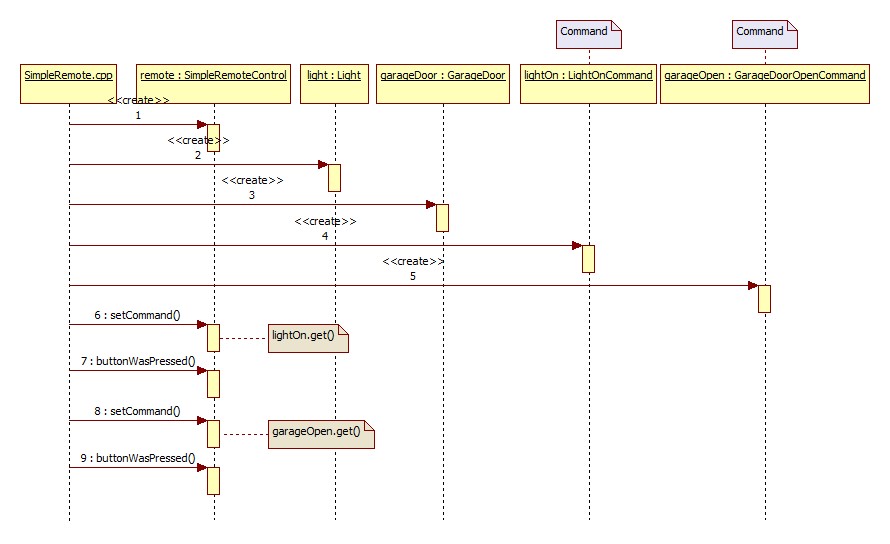 Command
Command
SimpleRemote.cpp
remote : SimpleRemoteControl
light : Light
garageDoor : GarageDoor
lightOn : LightOnCommand
garageOpen : GarageDoorOpenCommand
<<create>>
1
<<create>>
2
<<create>>
3
<<create>>
4
<<create>>
5
6 : setCommand()
lightOn.get()
7 : buttonWasPressed()
8 : setCommand()
garageOpen.get()
9 : buttonWasPressed()